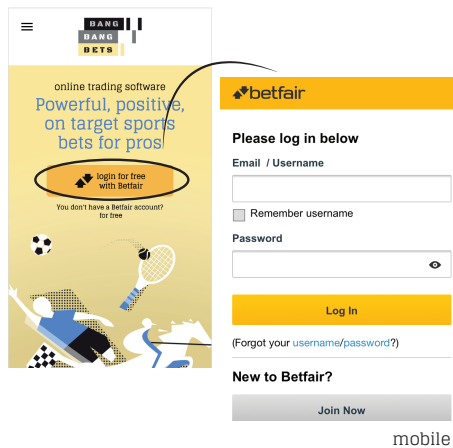 BANG
BANG
BETS
online trading software
Powerful, positive,
on target sports
bets for pros
login for free
with Betfair
You don't have a Betfair account?
for free
betfair
Please log in below
Email / Username
Remember username
Password
Log In
(Forgot your username/password?)
New to Betfair?
Join Now
mobile